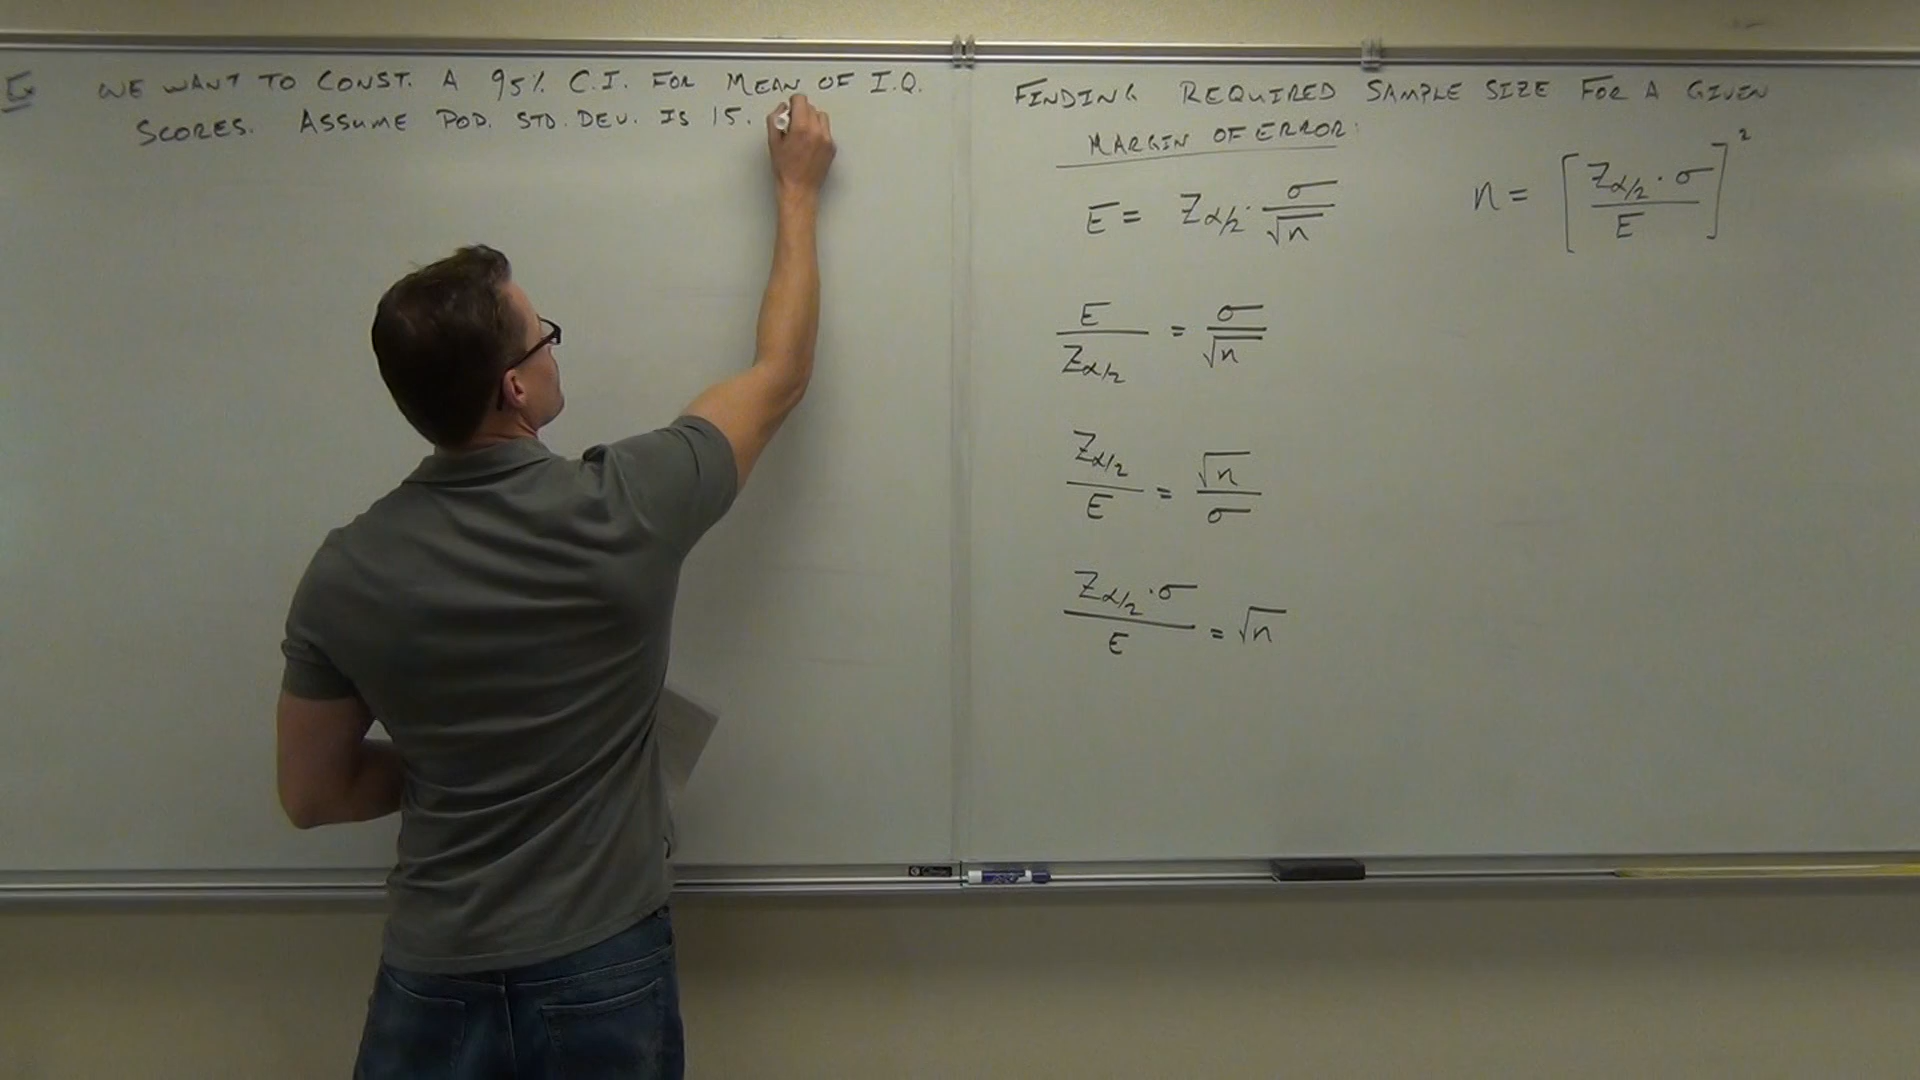 Ex WE WANT TO CONST. A 95% C.I. FOR MEAN OF I.Q.
SCORES. ASSUME POP. STD. DEV. IS 15.
FINDING REQUIRED SAMPLE SIZE FOR A GIVEN
MARGIN OF ERROR:
E = Zα/2 · σ/√n
n = [Zα/2 · σ / E]²
E/Zα/2 = σ/√n
Zα/2 / E = √n/σ
Zα/2 · σ / E = √n